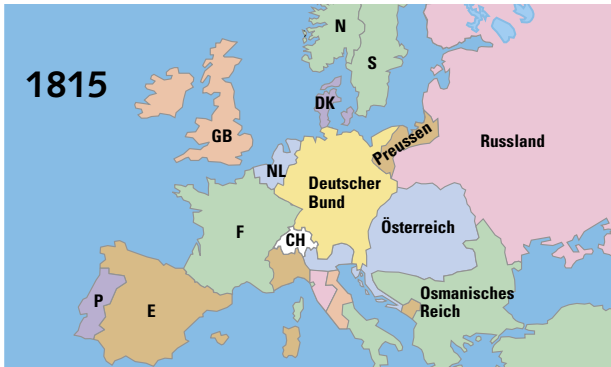 1815
N
S
DK
GB
Preussen
Russland
NL
Deutscher
Bund
Österreich
F
CH
Osmanisches
Reich
P
E